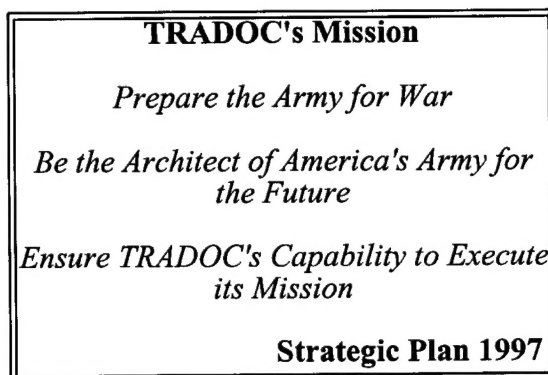 TRADOC's Mission
Prepare the Army for War
Be the Architect of America's Army for
the Future
Ensure TRADOC's Capability to Execute
its Mission
Strategic Plan 1997